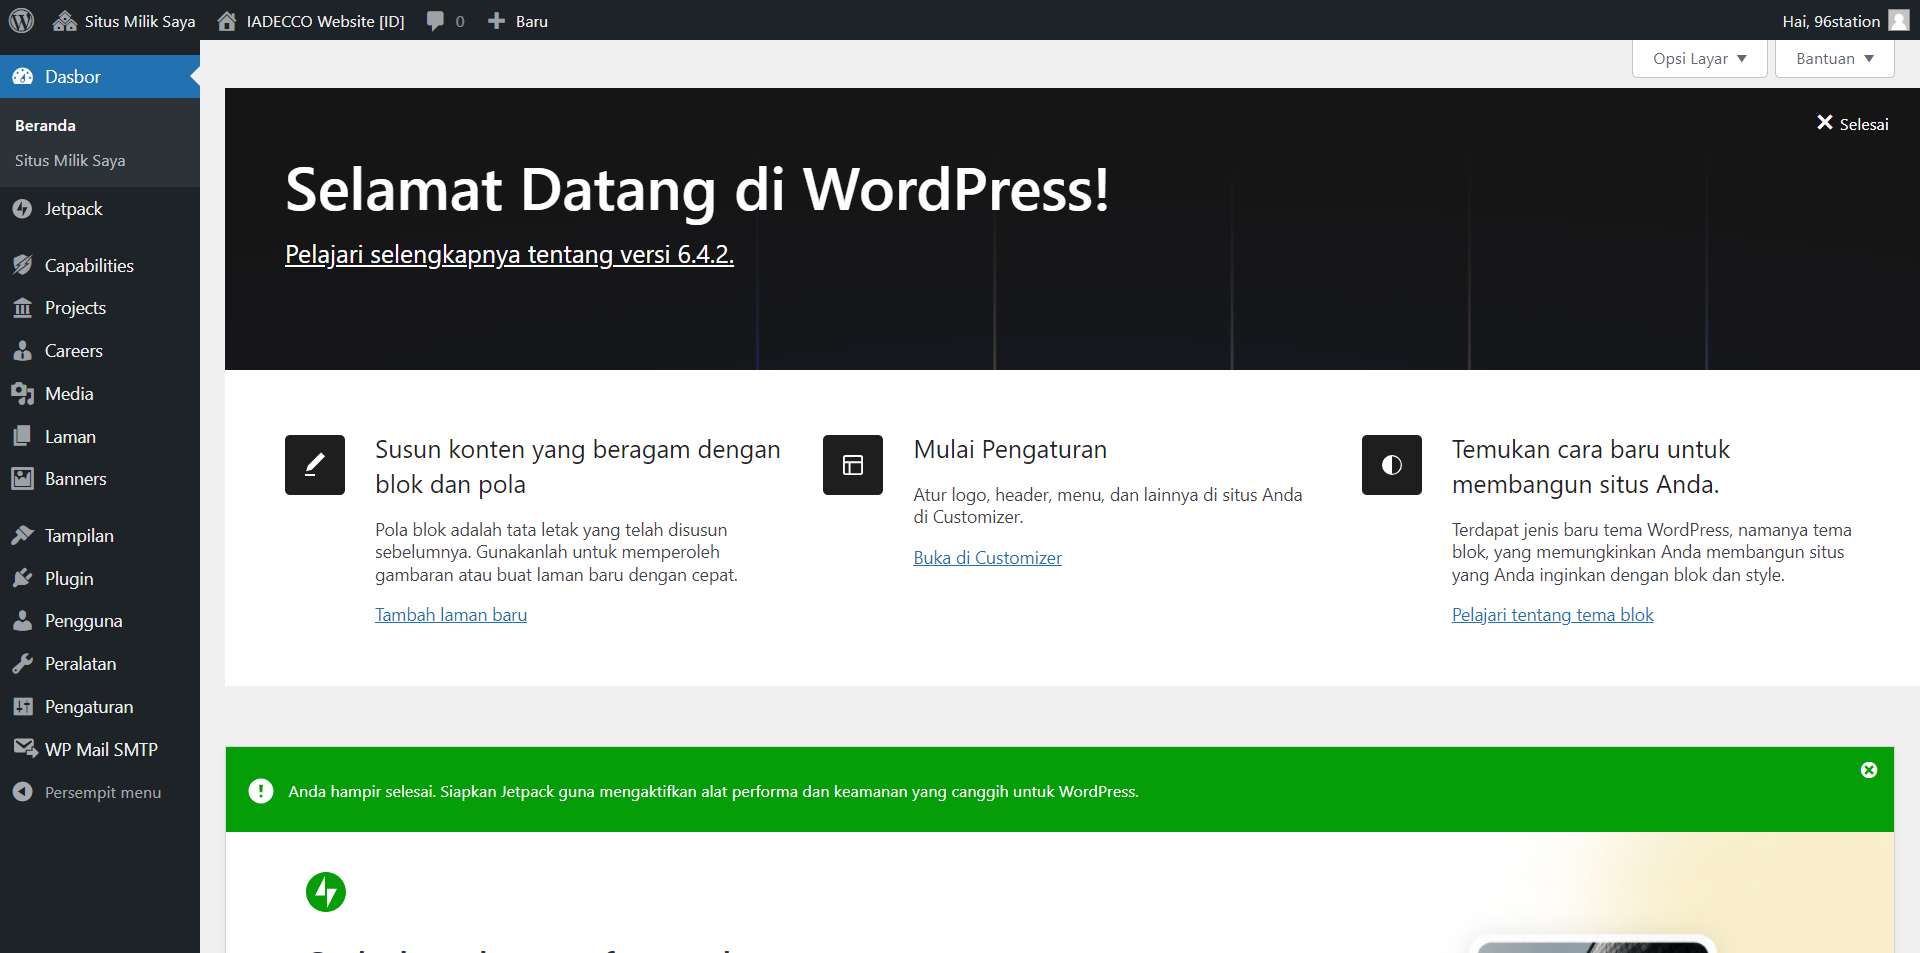 Situs Milik Saya
IADECCO Website [ID]
0
Baru
Hai, 96station
Dasbor
Beranda
Situs Milik Saya
Jetpack
Capabilities
Projects
Careers
Media
Laman
Banners
Tampilan
Plugin
Pengguna
Peralatan
Pengaturan
WP Mail SMTP
Persempit menu
Opsi Layar
Bantuan
Selesai
Selamat Datang di WordPress!
Pelajari selengkapnya tentang versi 6.4.2.
Susun konten yang beragam dengan
blok dan pola
Pola blok adalah tata letak yang telah disusun
sebelumnya. Gunakanlah untuk memperoleh
gambaran atau buat laman baru dengan cepat.
Tambah laman baru
Mulai Pengaturan
Atur logo, header, menu, dan lainnya di situs Anda
di Customizer.
Buka di Customizer
Temukan cara baru untuk
membangun situs Anda.
Terdapat jenis baru tema WordPress, namanya tema
blok, yang memungkinkan Anda membangun situs
yang Anda inginkan dengan blok dan style.
Pelajari tentang tema blok
Anda hampir selesai. Siapkan Jetpack guna mengaktifkan alat performa dan keamanan yang canggih untuk WordPress.